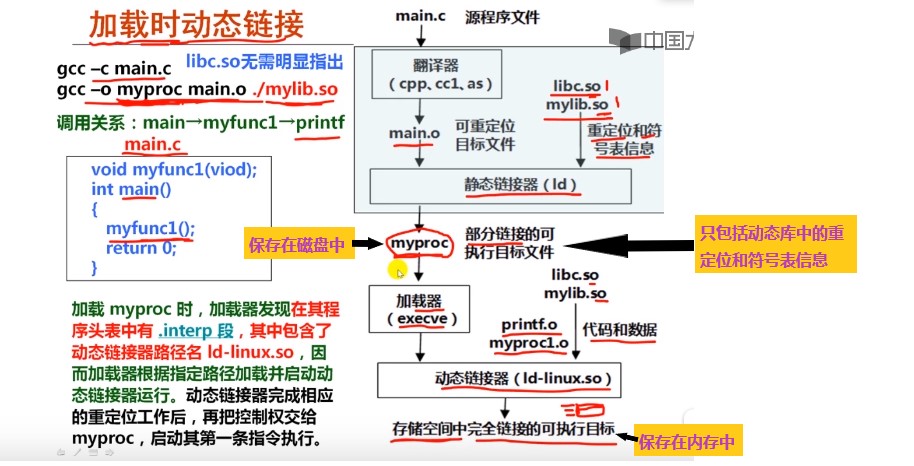 加载时动态链接
gcc –c main.c
libc.so无需明显指出
gcc –o myproc main.o ./mylib.so
调用关系：main→myfunc1→printf
main.c
void myfunc1(viod);
int main()
{
myfunc1();
return 0;
}
加载 myproc 时，加载器发现在其程
序头表中有 .interp 段，其中包含了
动态链接器路径名 ld-linux.so，因
而加载器根据指定路径加载并启动动
态链接器运行。动态链接器完成相应
的重定位工作后，再把控制权交给
myproc，启动其第一条指令执行。
main.c 源程序文件
中国
翻译器
（cpp、cc1、as）
libc.so
mylib.so
main.o
可重定位
目标文件
重定位和符
号表信息
静态链接器（ld）
保存在磁盘中
myproc
部分链接的可
执行目标文件
只包括动态库中的重
定位和符号表信息
libc.so
mylib.so
加载器
（execve）
printf.o
myproc1.o
代码和数据
动态链接器（ld-linux.so）
存储空间中完全链接的可执行目标
保存在内存中